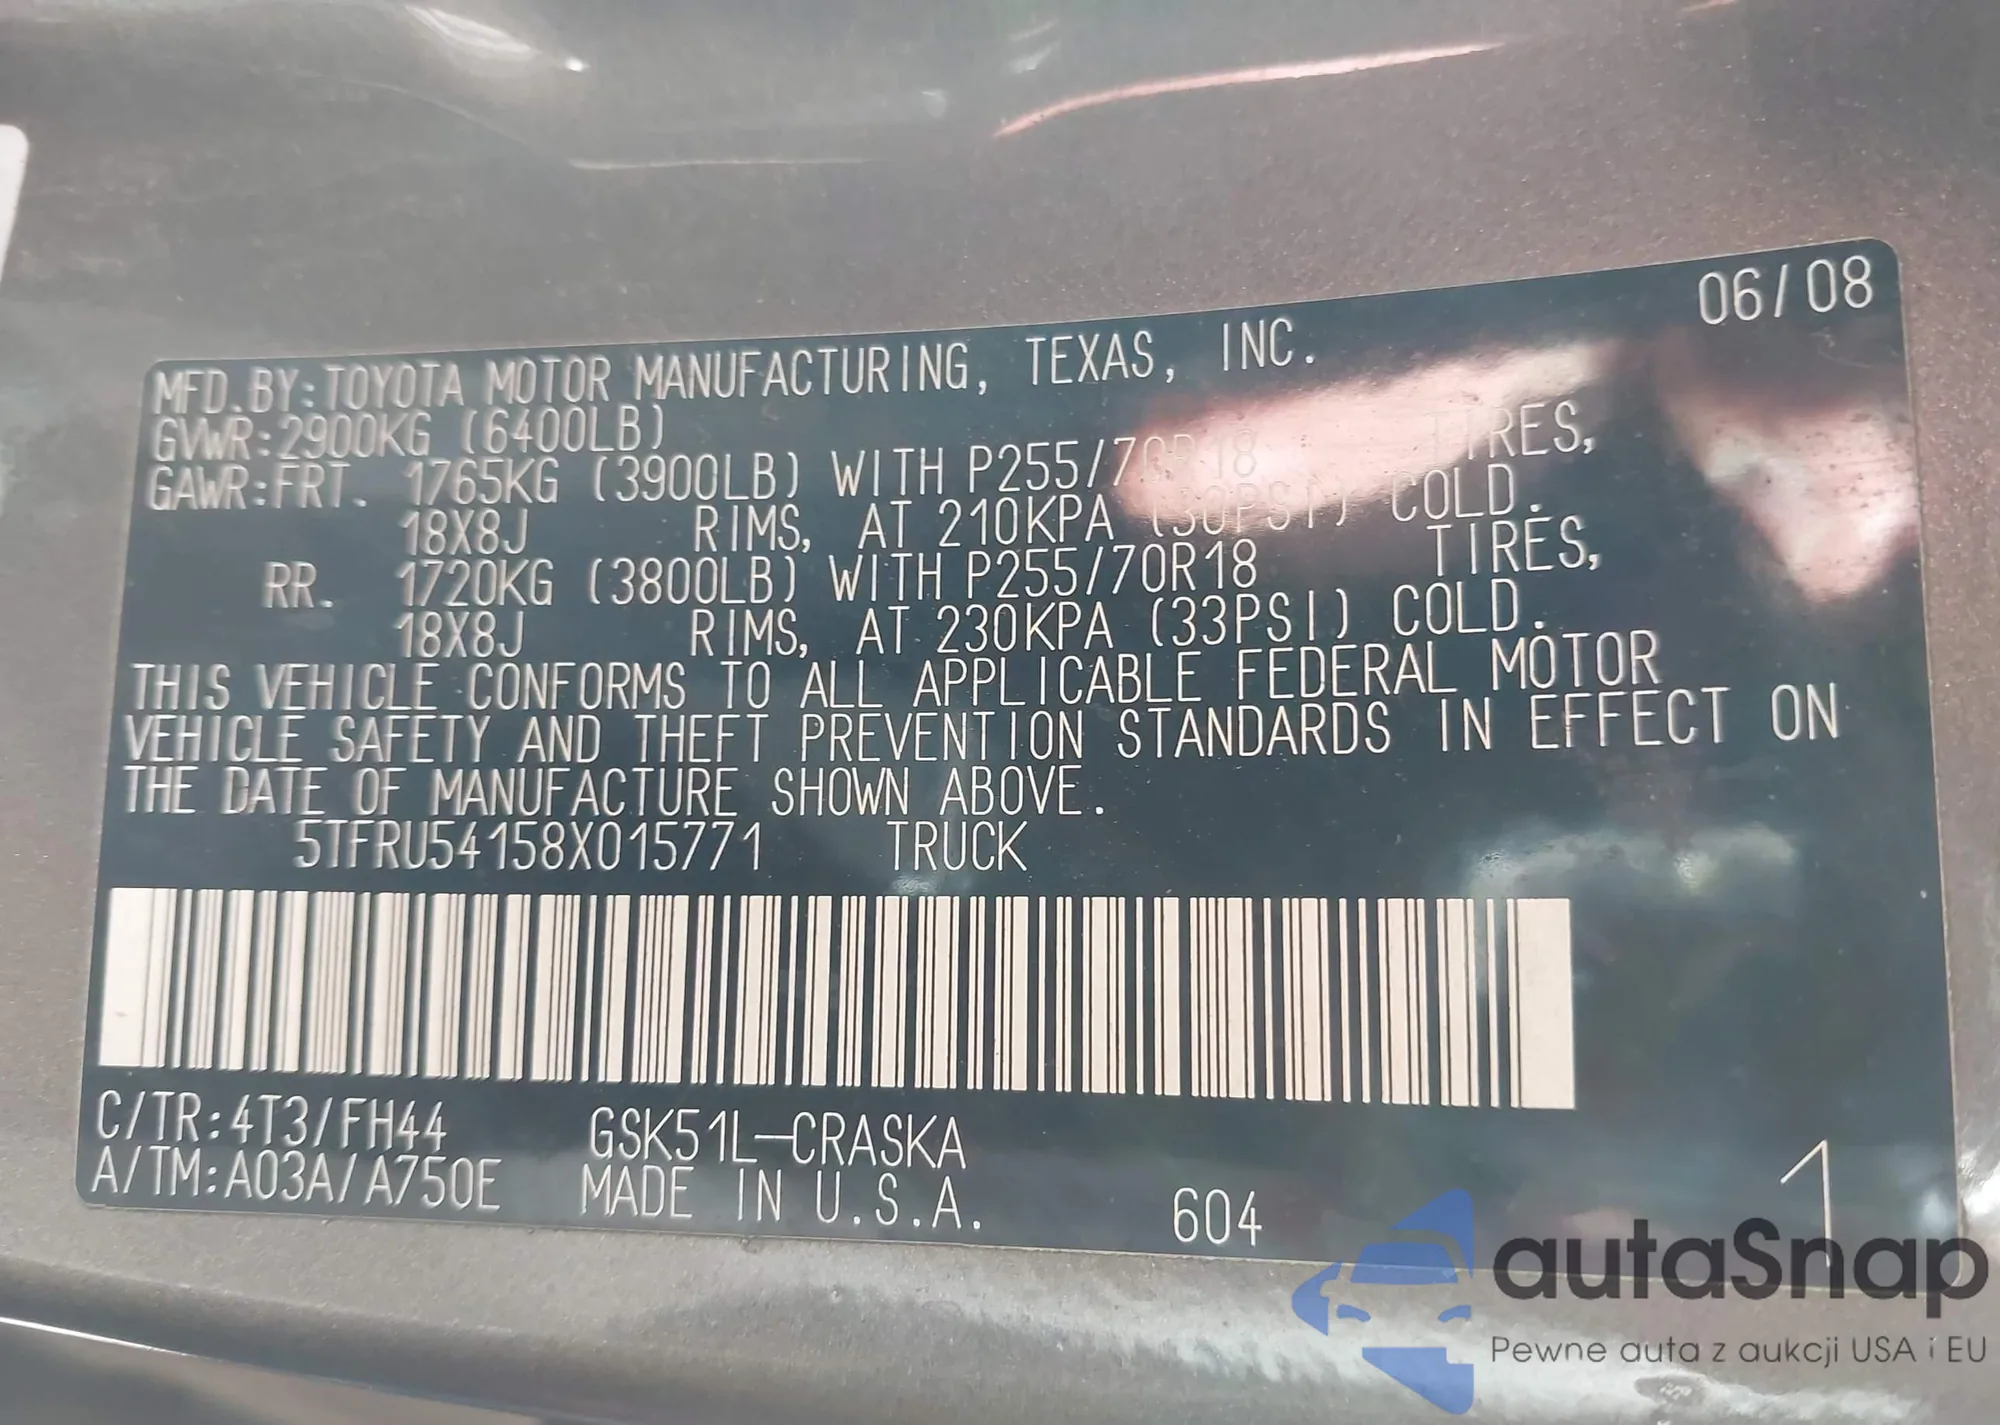 06/08
MFD.BY:TOYOTA MOTOR MANUFACTURING, TEXAS, INC.
GVWR:2900KG (6400LB)
GAWR:FRT. 1765KG (3900LB) WITH P255/70R18 TIRES,
18X8J RIMS, AT 210KPA (30PSI) COLD.
RR. 1720KG (3800LB) WITH P255/70R18 TIRES,
18X8J RIMS, AT 230KPA (33PSI) COLD.
THIS VEHICLE CONFORMS TO ALL APPLICABLE FEDERAL MOTOR
VEHICLE SAFETY AND THEFT PREVENTION STANDARDS IN EFFECT ON
THE DATE OF MANUFACTURE SHOWN ABOVE.
5TFRU54158X015771 TRUCK
C/TR:4T3/FH44 GSK51L-CRASKA
A/TM:A03A/A750E MADE IN U.S.A. 604 1
autaSnap
Pewne auta z aukcji USA i EU